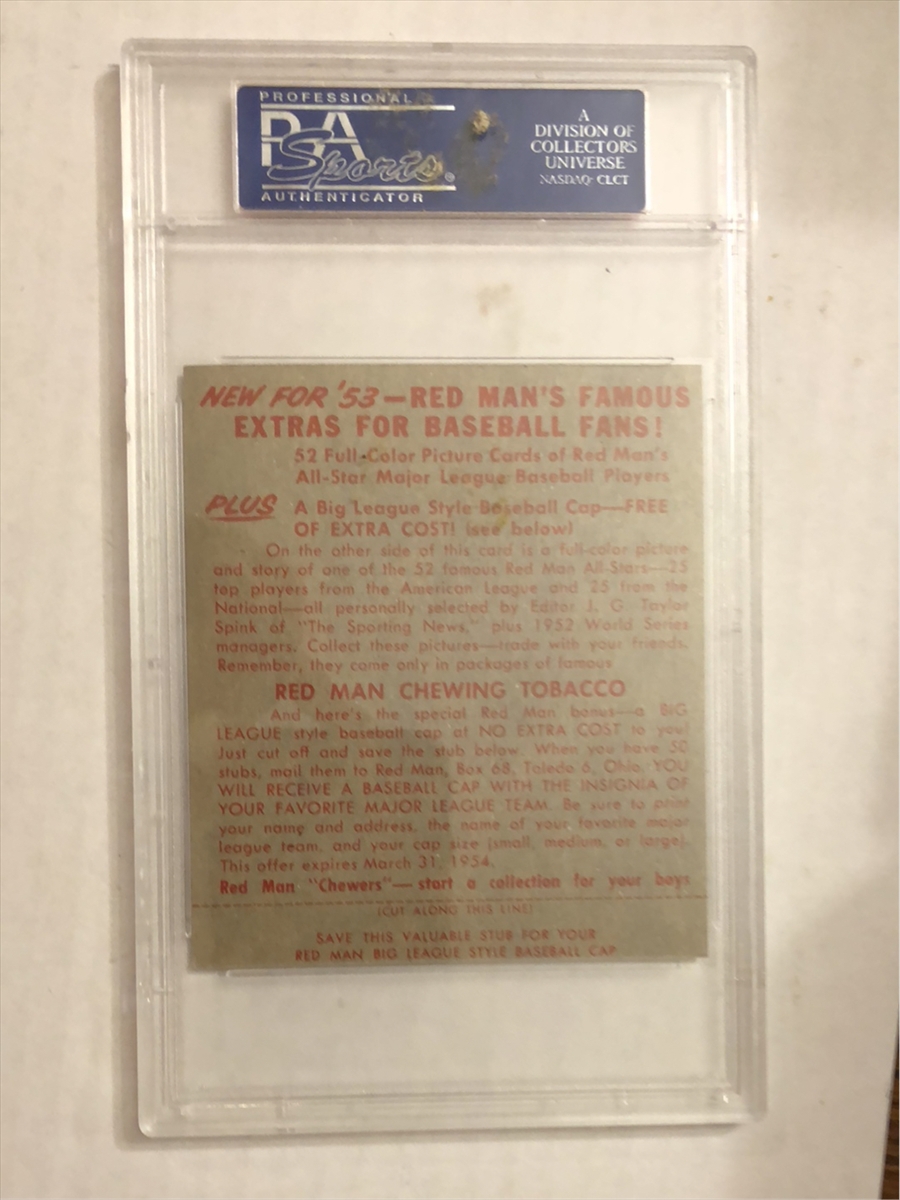 PROFESSIONAL
PSA
Sports®
AUTHENTICATOR
A
DIVISION OF
COLLECTORS
UNIVERSE
NASDAQ: CLCT
NEW FOR '53—RED MAN'S FAMOUS
EXTRAS FOR BASEBALL FANS!
52 Full-Color Picture Cards of Red Man's
All-Star Major League Baseball Players
PLUS A Big League Style Baseball Cap—FREE
OF EXTRA COST! (see below)
On the other side of this card is a full-color picture
and story of one of the 52 famous Red Man All-Stars—25
top players from the American League and 25 from the
National—all personally selected by Editor J. G. Taylor
Spink of "The Sporting News," plus 1952 World Series
managers. Collect these pictures—trade with your friends.
Remember, they come only in packages of famous
RED MAN CHEWING TOBACCO
And here's the special Red Man bonus—a BIG
LEAGUE style baseball cap at NO EXTRA COST to you!
Just cut off and save the stub below. When you have 50
stubs, mail them to Red Man, Box 68, Toledo 6, Ohio. YOU
WILL RECEIVE A BASEBALL CAP WITH THE INSIGNIA OF
YOUR FAVORITE MAJOR LEAGUE TEAM. Be sure to print
your name and address, the name of your favorite major
league team, and your cap size (small, medium, or large).
This offer expires March 31, 1954.
Red Man "Chewers"—start a collection for your boys
(CUT ALONG THIS LINE)
SAVE THIS VALUABLE STUB FOR YOUR
RED MAN BIG LEAGUE STYLE BASEBALL CAP